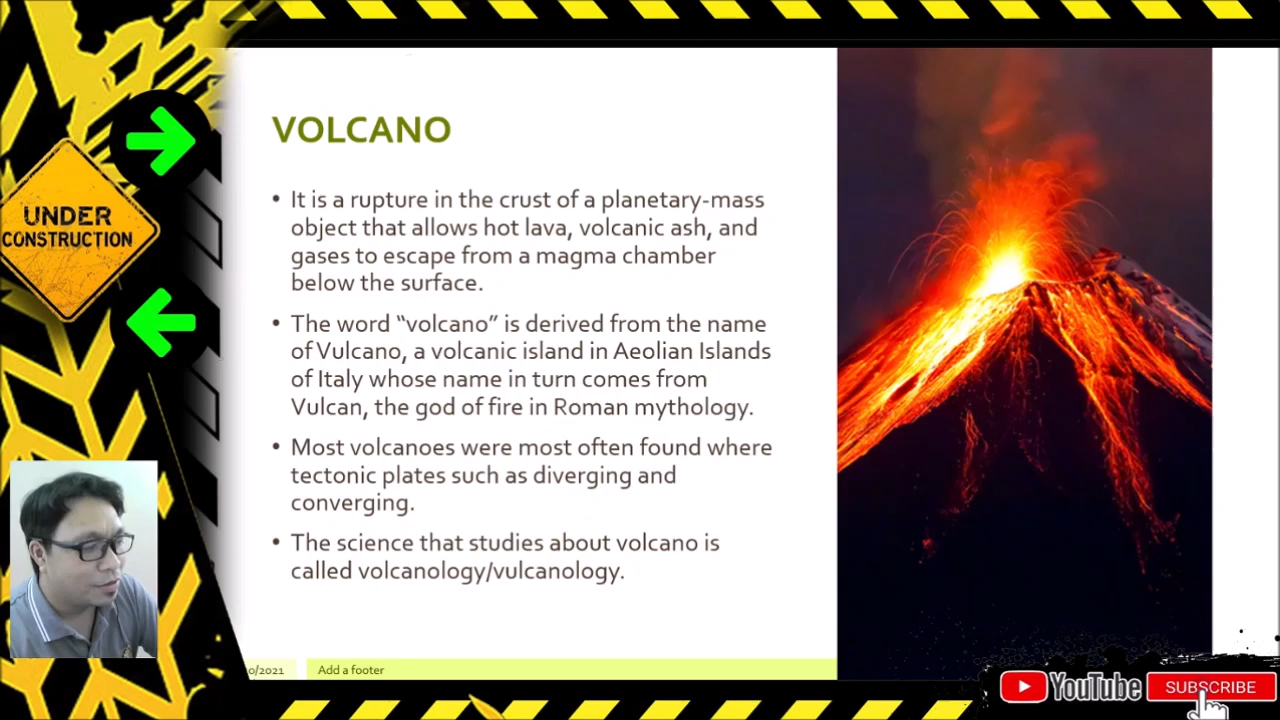 UNDER
CONSTRUCTION
VOLCANO
• It is a rupture in the crust of a planetary-mass
object that allows hot lava, volcanic ash, and
gases to escape from a magma chamber
below the surface.
• The word “volcano” is derived from the name
of Vulcano, a volcanic island in Aeolian Islands
of Italy whose name in turn comes from
Vulcan, the god of fire in Roman mythology.
• Most volcanoes were most often found where
tectonic plates such as diverging and
converging.
• The science that studies about volcano is
called volcanology/vulcanology.
0/2021
Add a footer
YouTube
SUBSCRIBE